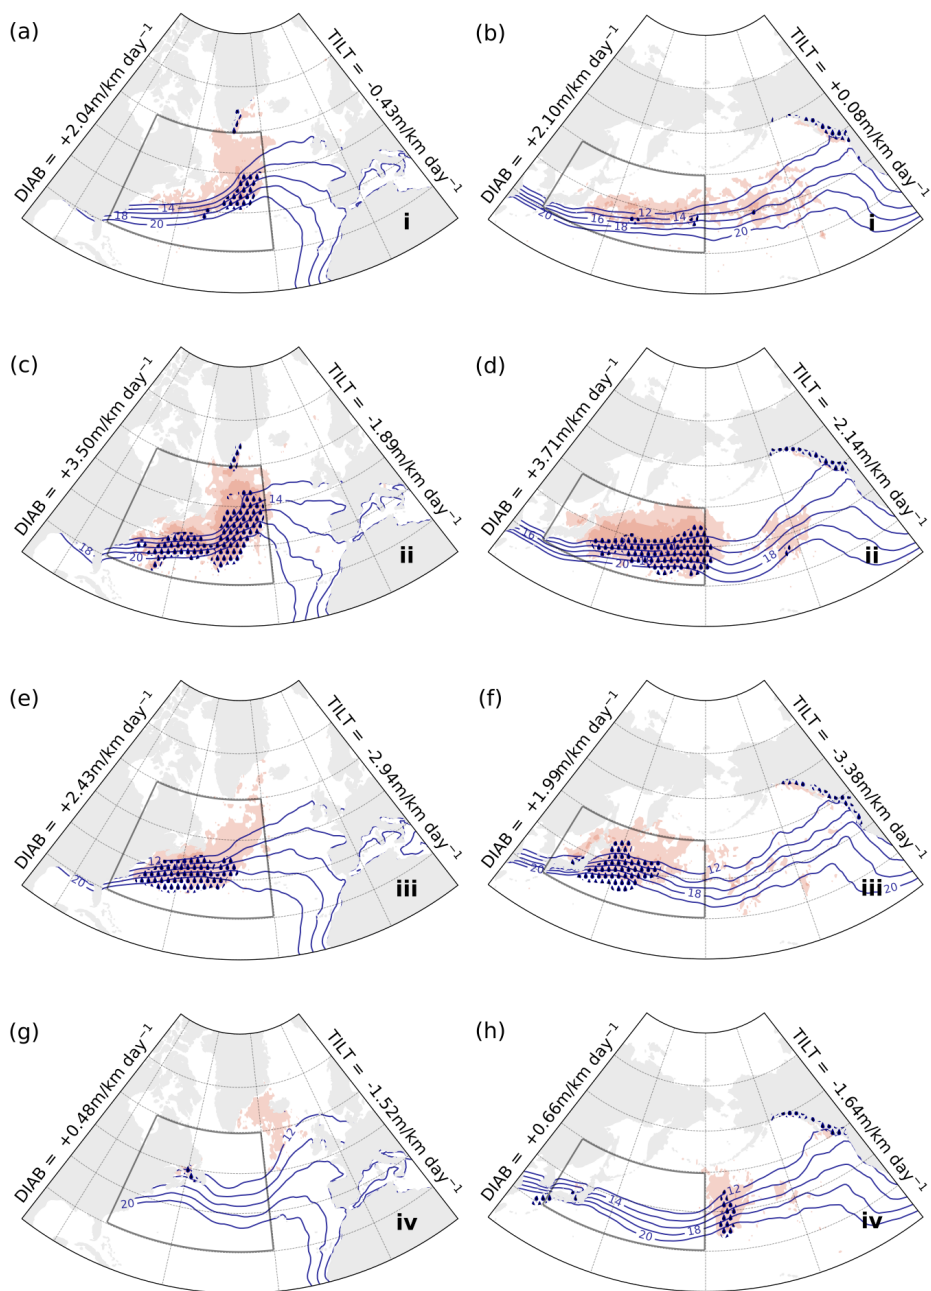 (a)
DIAB = +2.04m/km day⁻¹
TILT = -0.43m/km day⁻¹
14
18
20
i
(b)
DIAB = +2.10m/km day⁻¹
TILT = +0.08m/km day⁻¹
20
16
12
14
18
20
i
(c)
DIAB = +3.50m/km day⁻¹
TILT = -1.89m/km day⁻¹
14
18
20
ii
(d)
DIAB = +3.71m/km day⁻¹
TILT = -2.14m/km day⁻¹
16
20
18
ii
(e)
DIAB = +2.43m/km day⁻¹
TILT = -2.94m/km day⁻¹
12
20
iii
(f)
DIAB = +1.99m/km day⁻¹
TILT = -3.38m/km day⁻¹
20
12
18
20
iii
(g)
DIAB = +0.48m/km day⁻¹
TILT = -1.52m/km day⁻¹
12
20
iv
(h)
DIAB = +0.66m/km day⁻¹
TILT = -1.64m/km day⁻¹
14
12
18
20
iv